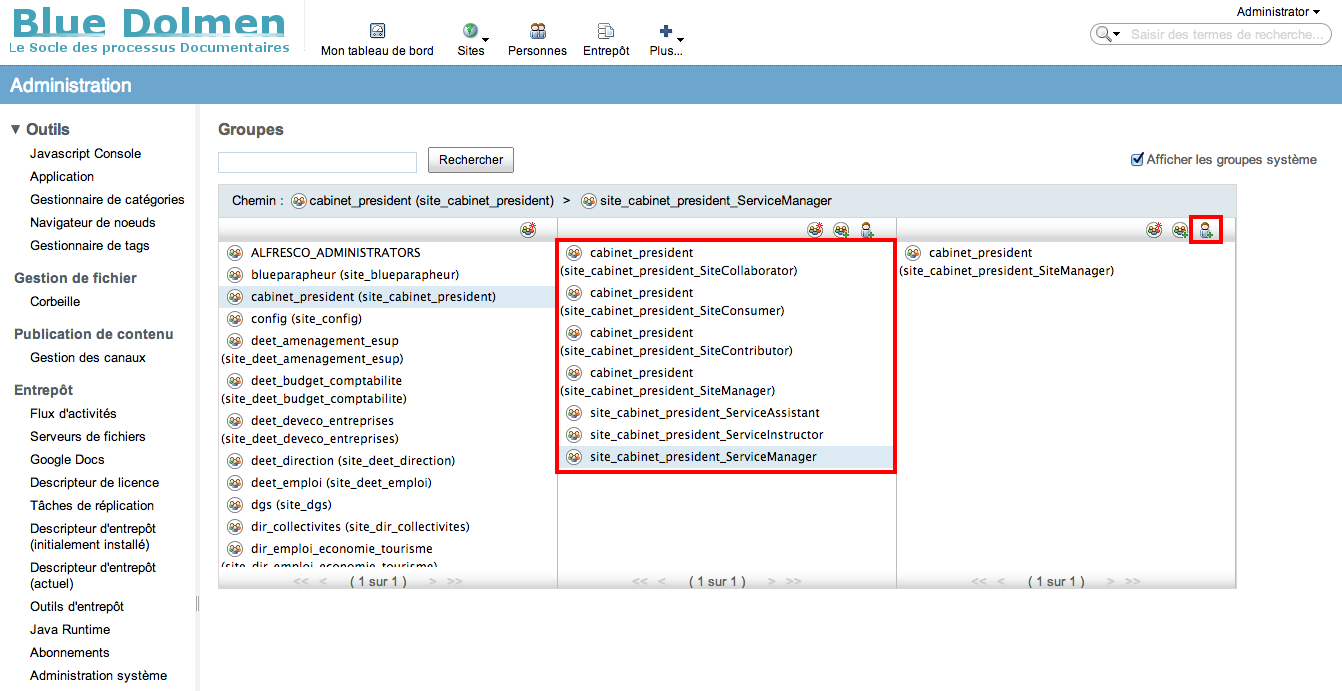 Blue Dolmen
Le Socle des processus Documentaires
Mon tableau de bord
Sites
Personnes
Entrepôt
Plus...
Administrator
Saisir des termes de recherche...
Administration
Outils
Javascript Console
Application
Gestionnaire de catégories
Navigateur de noeuds
Gestionnaire de tags
Gestion de fichier
Corbeille
Publication de contenu
Gestion des canaux
Entrepôt
Flux d'activités
Serveurs de fichiers
Google Docs
Descripteur de licence
Tâches de réplication
Descripteur d'entrepôt
(initialement installé)
Descripteur d'entrepôt
(actuel)
Outils d'entrepôt
Java Runtime
Abonnements
Administration système
Groupes
Rechercher
Afficher les groupes système
Chemin : cabinet_president (site_cabinet_president) > site_cabinet_president_ServiceManager
ALFRESCO_ADMINISTRATORS
blueparapheur (site_blueparapheur)
cabinet_president (site_cabinet_president)
config (site_config)
deet_amenagement_esup
(site_deet_amenagement_esup)
deet_budget_comptabilite
(site_deet_budget_comptabilite)
deet_deveco_entreprises
(site_deet_deveco_entreprises)
deet_direction (site_deet_direction)
deet_emploi (site_deet_emploi)
dgs (site_dgs)
dir_collectivites (site_dir_collectivites)
dir_emploi_economie_tourisme
(site_dir_emploi_economie_tourisme)
<< < ( 1 sur 1 ) > >>
cabinet_president
(site_cabinet_president_SiteCollaborator)
cabinet_president
(site_cabinet_president_SiteConsumer)
cabinet_president
(site_cabinet_president_SiteContributor)
cabinet_president
(site_cabinet_president_SiteManager)
site_cabinet_president_ServiceAssistant
site_cabinet_president_ServiceInstructor
site_cabinet_president_ServiceManager
<< < ( 1 sur 1 ) > >>
cabinet_president
(site_cabinet_president_SiteManager)
<< < ( 1 sur 1 ) > >>